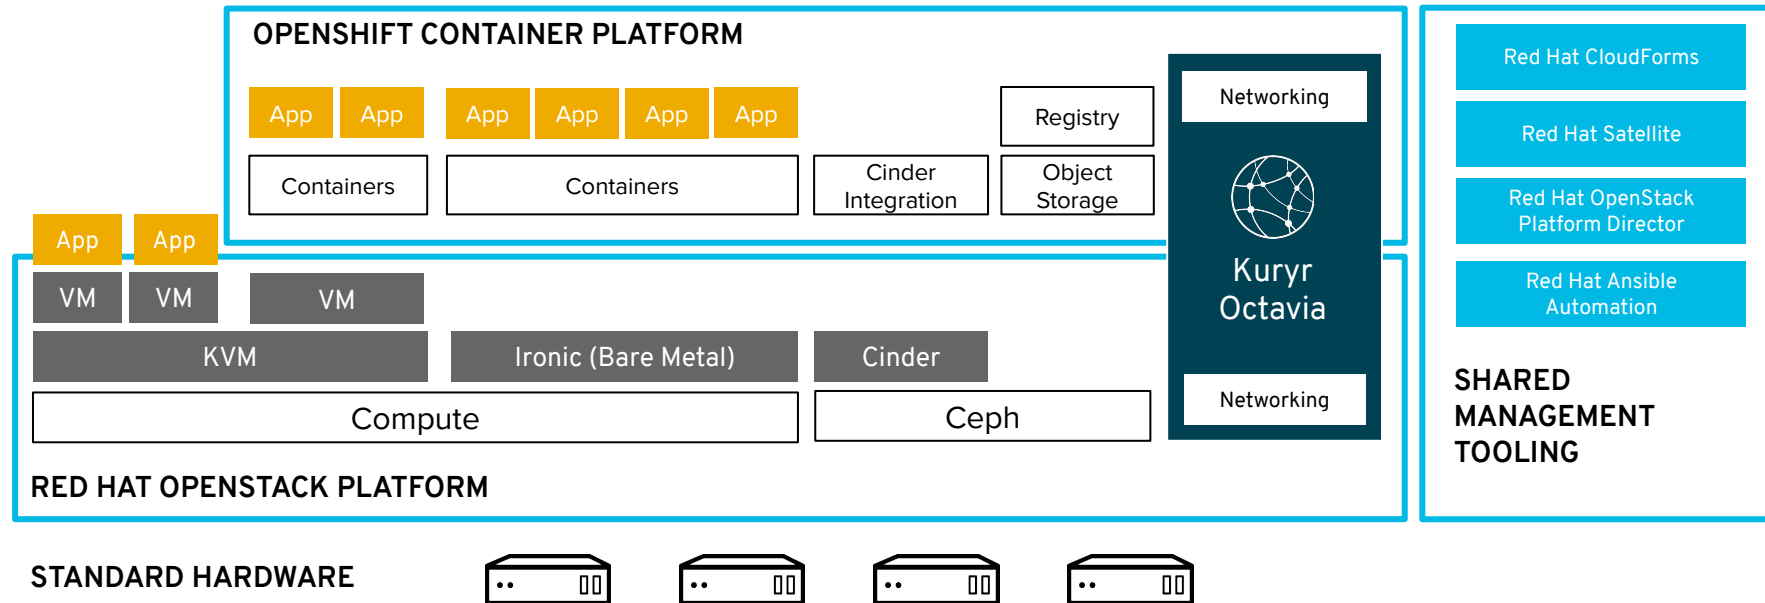 OPENSHIFT CONTAINER PLATFORM
App App App App App App
Registry
Containers
Containers
Cinder
Integration
Object
Storage
Networking
Kuryr
Octavia
Networking
App App
VM VM VM
KVM
Ironic (Bare Metal)
Cinder
Compute
Ceph
RED HAT OPENSTACK PLATFORM
Red Hat CloudForms
Red Hat Satellite
Red Hat OpenStack
Platform Director
Red Hat Ansible
Automation
SHARED
MANAGEMENT
TOOLING
STANDARD HARDWARE